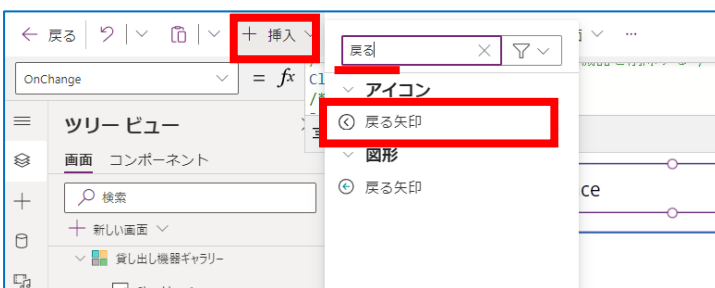 戻る
挿入
戻る
OnChange
= fx
アイコン
戻る矢印
ツリー ビュー
図形
画面 コンポーネント
戻る矢印
検索
ce
新しい画面
貸し出し機器ギャラリー